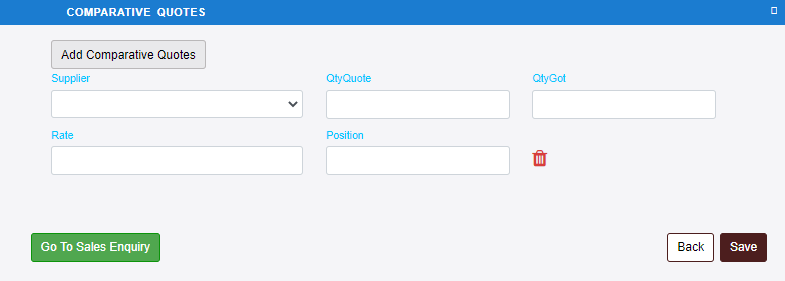 COMPARATIVE QUOTES
Add Comparative Quotes
Supplier QtyQuote QtyGot
Rate Position
Go To Sales Enquiry Back Save